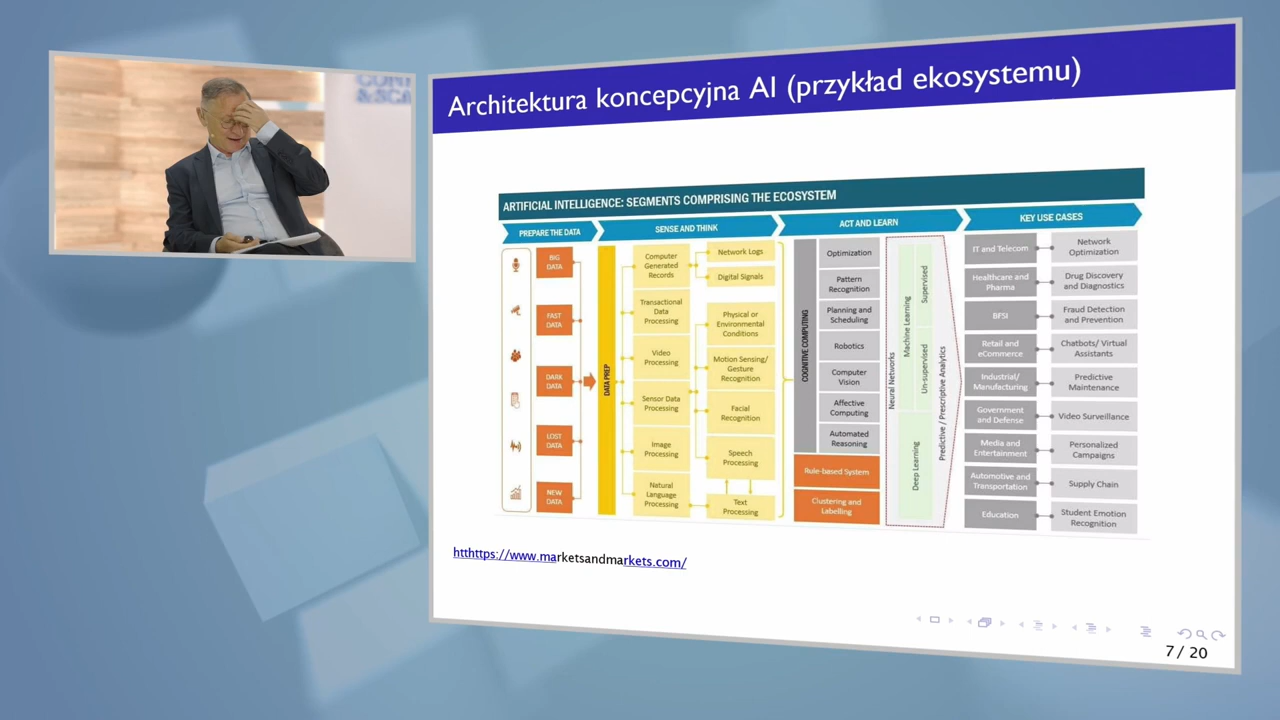 Architektura koncepcyjna AI (przykład ekosystemu)
ARTIFICIAL INTELLIGENCE: SEGMENTS COMPRISING THE ECOSYSTEM
PREPARE THE DATA
SENSE AND THINK
ACT AND LEARN
KEY USE CASES
BIG
DATA
FAST
DATA
DARK
DATA
LOST
DATA
NEW
DATA
DATA PREP
Computer
Generated
Records
Transactional
Data
Processing
Video
Processing
Sensor Data
Processing
Image
Processing
Natural
Language
Processing
Network Logs
Digital Signals
Physical or
Environmental
Conditions
Motion Sensing/
Gesture
Recognition
Facial
Recognition
Speech
Processing
Text
Processing
COGNITIVE COMPUTING
Optimization
Pattern
Recognition
Planning and
Scheduling
Robotics
Computer
Vision
Affective
Computing
Automated
Reasoning
Rule-based System
Clustering and
Labelling
Neural Networks
Machine Learning
Deep Learning
Supervised
Un-supervised
Predictive / Prescriptive Analytics
IT and Telecom
Network
Optimization
Healthcare and
Pharma
Drug Discovery
and Diagnostics
BFSI
Fraud Detection
and Prevention
Retail and
eCommerce
Chatbots/ Virtual
Assistants
Industrial/
Manufacturing
Predictive
Maintenance
Government
and Defense
Video Surveillance
Media and
Entertainment
Personalized
Campaigns
Automotive and
Transportation
Supply Chain
Education
Student Emotion
Recognition
htthttps://www.marketsandmarkets.com/
7 / 20